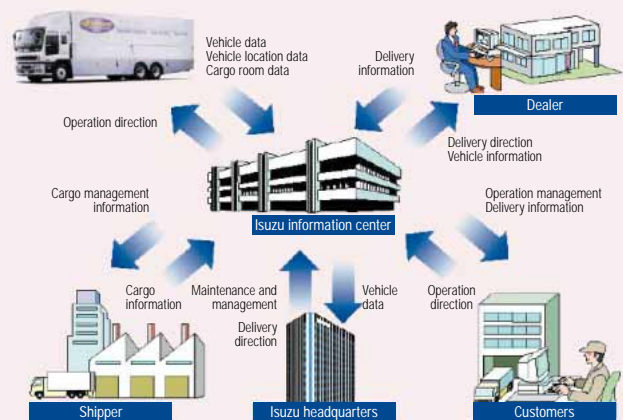 Vehicle data
Vehicle location data
Cargo room data
Delivery
information
Dealer
Operation direction
Delivery direction
Vehicle information
Cargo management
information
Operation management
Delivery information
Isuzu information center
Cargo
information
Maintenance and
management
Delivery
direction
Vehicle
data
Operation
direction
Shipper
Isuzu headquarters
Customers